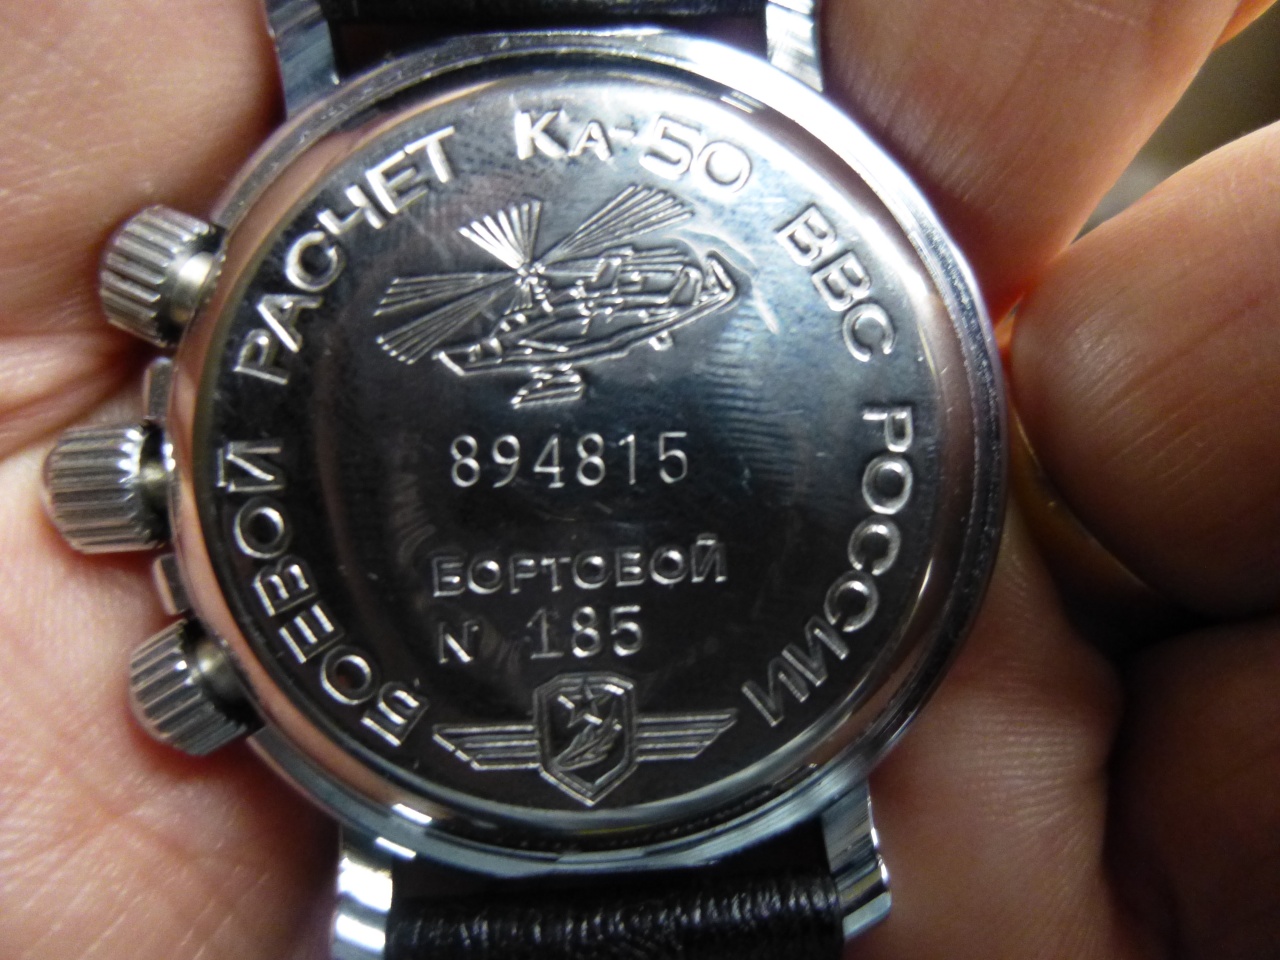 БОЕВОЙ РАСЧЕТ КА-50 ВВС РОССИИ
894815
БОРТОВОЙ
№ 185